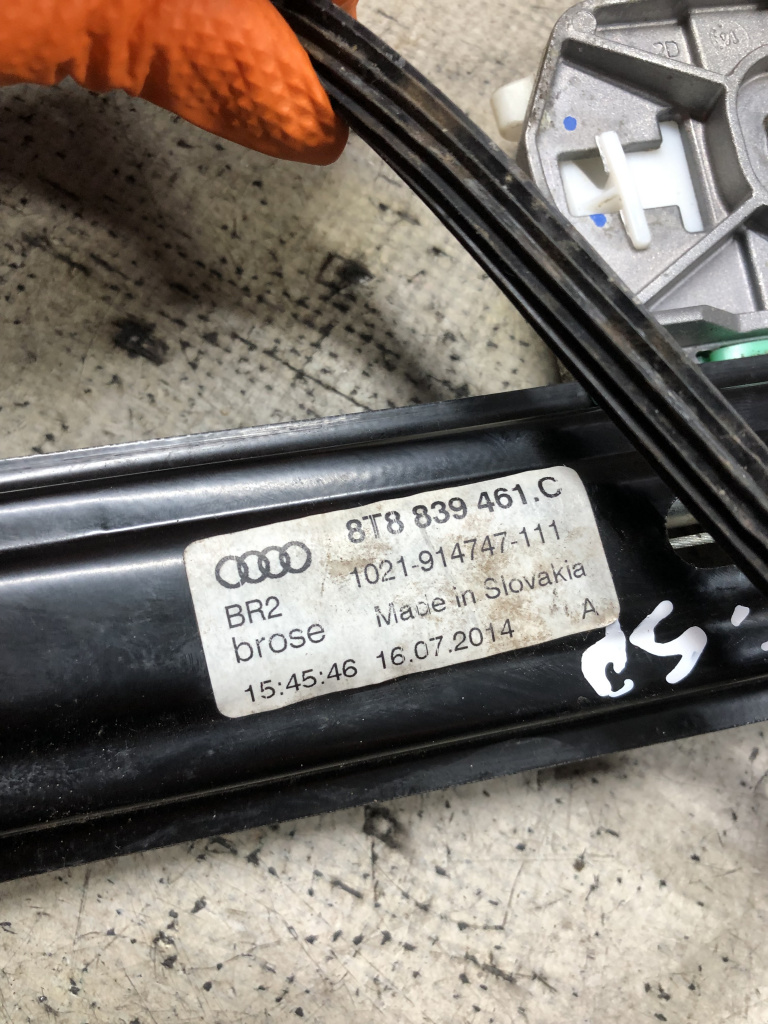 8T8 839 461.C
1021-914747-111
BR2
Made in Slovakia
brose
A
15:45:46 16.07.2014